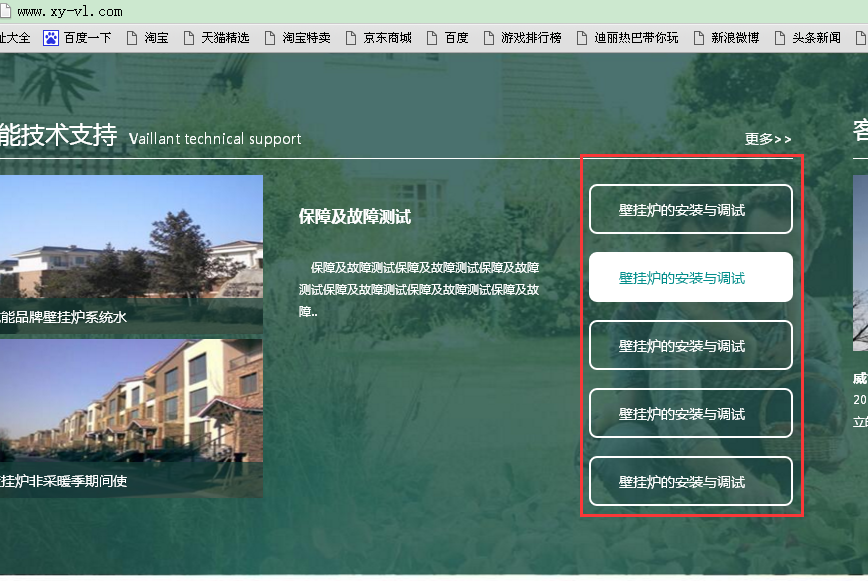 www.xy-vl.com
址大全 百度一下 淘宝 天猫精选 淘宝特卖 京东商城 百度 游戏排行榜 迪丽热巴带你玩 新浪微博 头条新闻
能技术支持 Vaillant technical support
更多>>
客
能品牌壁挂炉系统水
挂炉非采暖季期间使
保障及故障测试
保障及故障测试保障及故障测试保障及故障
测试保障及故障测试保障及故障测试保障及故
障..
壁挂炉的安装与调试
壁挂炉的安装与调试
壁挂炉的安装与调试
壁挂炉的安装与调试
壁挂炉的安装与调试
威
20
立的